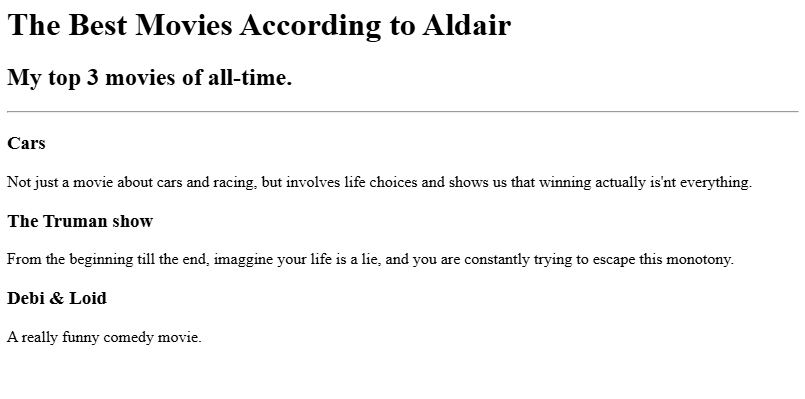 The Best Movies According to Aldair
My top 3 movies of all-time.
Cars
Not just a movie about cars and racing, but involves life choices and shows us that winning actually is'nt everything.
The Truman show
From the beginning till the end, imaggine your life is a lie, and you are constantly trying to escape this monotony.
Debi & Loid
A really funny comedy movie.